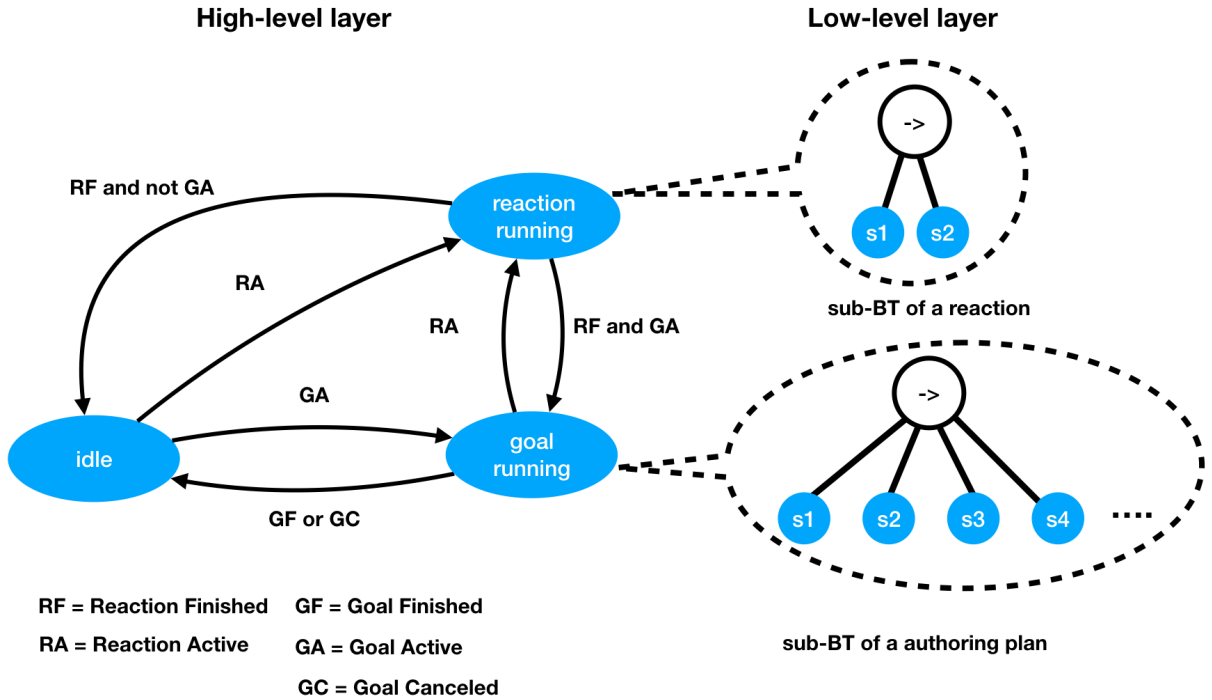 High-level layer
Low-level layer
->
RF and not GA
reaction
running
s1
s2
RA
sub-BT of a reaction
RA
RF and GA
GA
->
idle
goal
running
GF or GC
s1
s2
s3
s4
.....
RF = Reaction Finished
GF = Goal Finished
RA = Reaction Active
GA = Goal Active
sub-BT of a authoring plan
GC = Goal Canceled